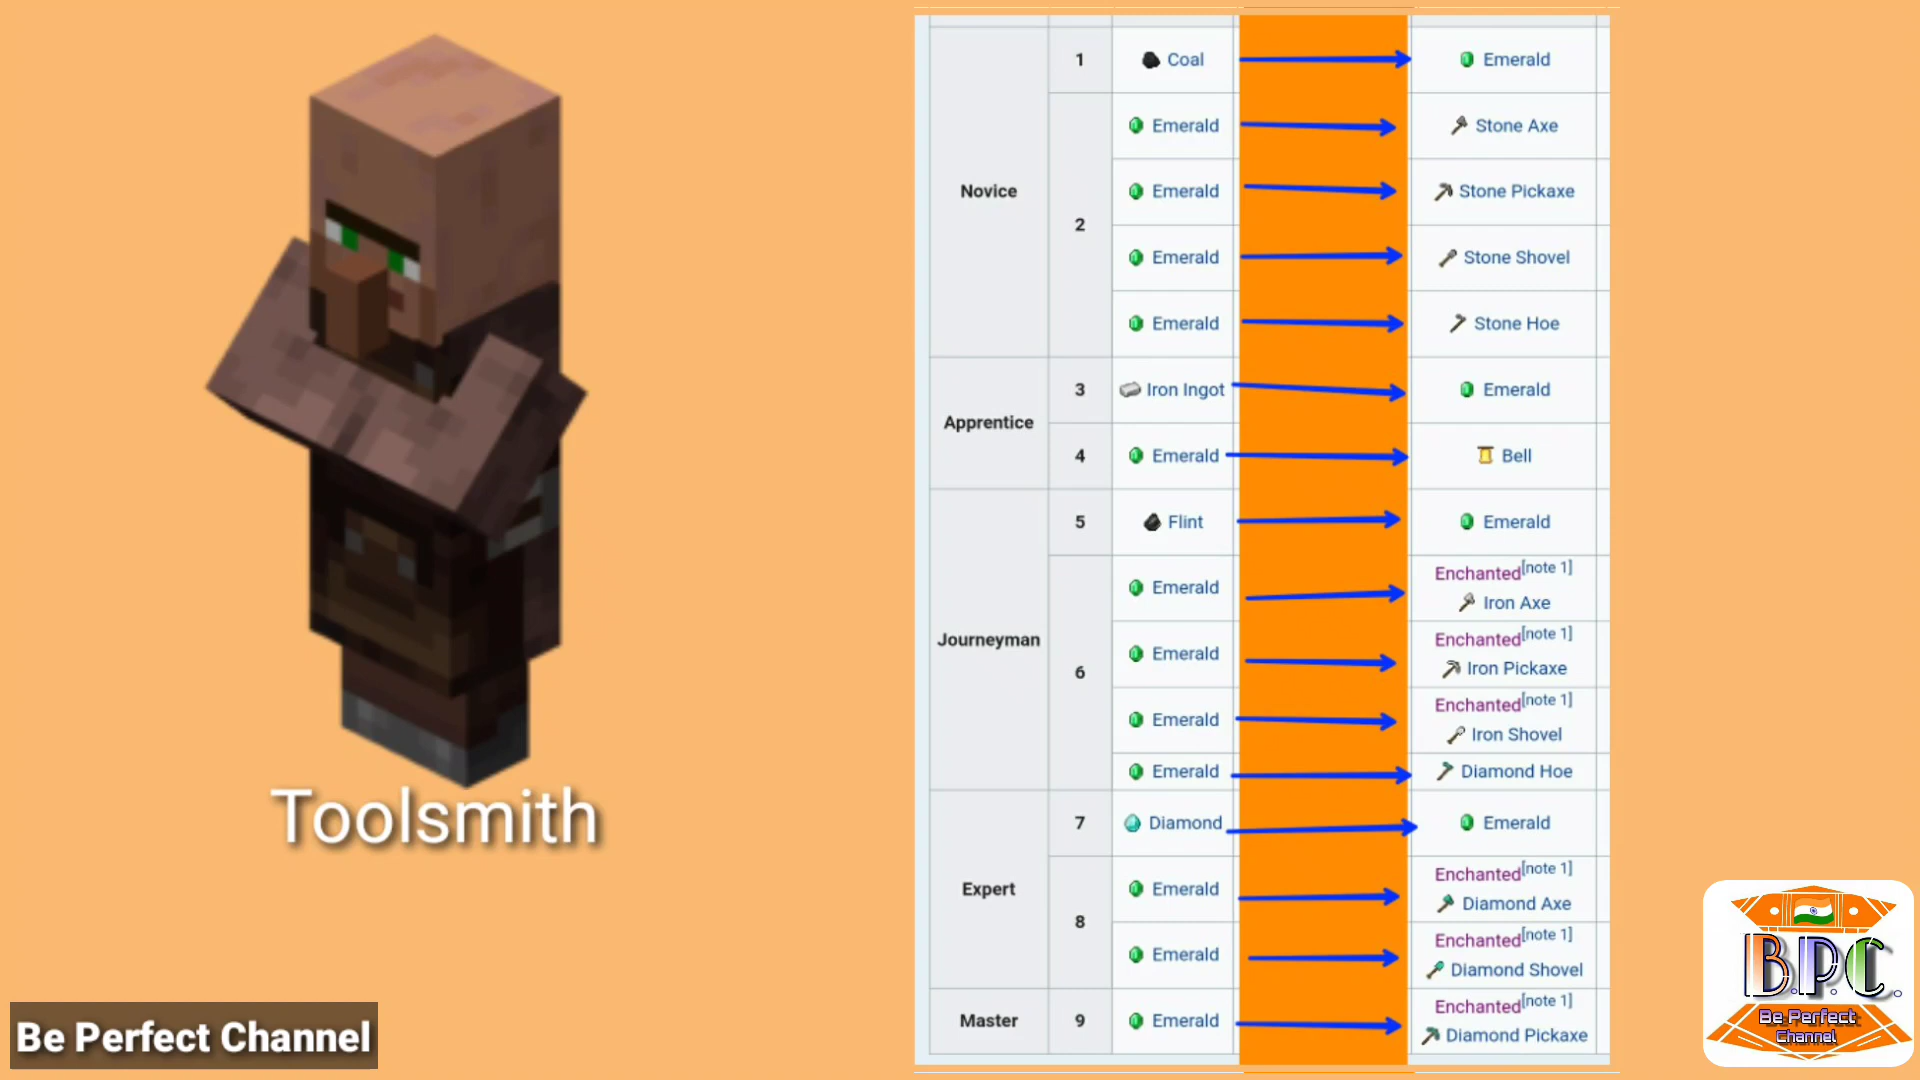 Novice
1
Coal
Emerald
2
Emerald
Stone Axe
Emerald
Stone Pickaxe
Emerald
Stone Shovel
Emerald
Stone Hoe
Apprentice
3
Iron Ingot
Emerald
4
Emerald
Bell
Journeyman
5
Flint
Emerald
6
Emerald
Enchanted[note 1]
Iron Axe
Emerald
Enchanted[note 1]
Iron Pickaxe
Emerald
Enchanted[note 1]
Iron Shovel
Emerald
Diamond Hoe
Expert
7
Diamond
Emerald
8
Emerald
Enchanted[note 1]
Diamond Axe
Emerald
Enchanted[note 1]
Diamond Shovel
Master
9
Emerald
Enchanted[note 1]
Diamond Pickaxe
Toolsmith
Be Perfect Channel
B.P.C.
Be Perfect
Channel